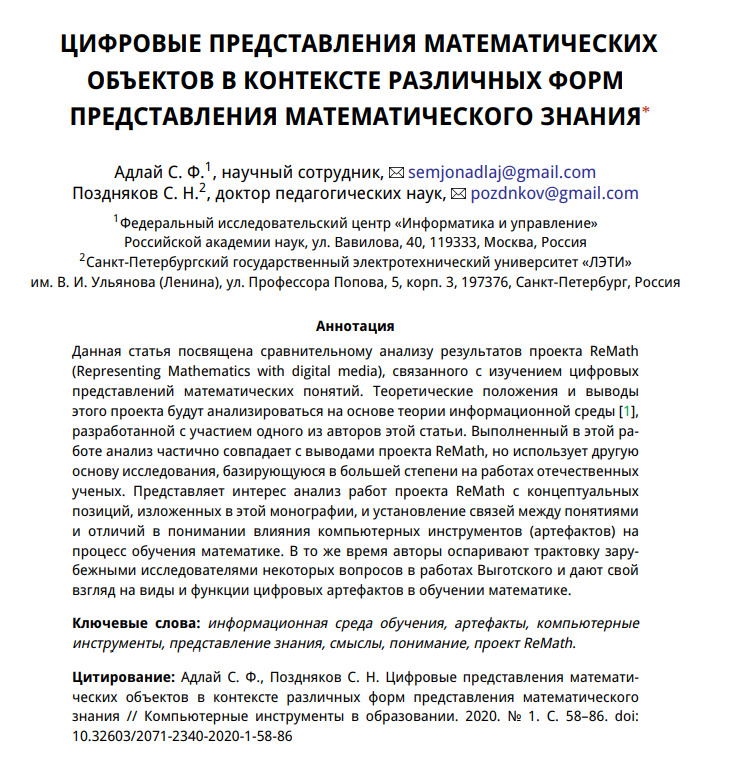 ЦИФРОВЫЕ ПРЕДСТАВЛЕНИЯ МАТЕМАТИЧЕСКИХ
ОБЪЕКТОВ В КОНТЕКСТЕ РАЗЛИЧНЫХ ФОРМ
ПРЕДСТАВЛЕНИЯ МАТЕМАТИЧЕСКОГО ЗНАНИЯ*
Адлай С. Ф.1, научный сотрудник, ✉ semjonadlaj@gmail.com
Поздняков С. Н.2, доктор педагогических наук, ✉ pozdnkov@gmail.com
1Федеральный исследовательский центр «Информатика и управление»
Российской академии наук, ул. Вавилова, 40, 119333, Москва, Россия
2Санкт-Петербургский государственный электротехнический университет «ЛЭТИ»
им. В. И. Ульянова (Ленина), ул. Профессора Попова, 5, корп. 3, 197376, Санкт-Петербург, Россия
Аннотация
Данная статья посвящена сравнительному анализу результатов проекта ReMath
(Representing Mathematics with digital media), связанного с изучением цифровых
представлений математических понятий. Теоретические положения и выводы
этого проекта будут анализироваться на основе теории информационной среды [1],
разработанной с участием одного из авторов этой статьи. Выполненный в этой ра-
боте анализ частично совпадает с выводами проекта ReMath, но использует другую
основу исследования, базирующуюся в большей степени на работах отечественных
ученых. Представляет интерес анализ работ проекта ReMath с концептуальных
позиций, изложенных в этой монографии, и установление связей между понятиями
и отличий в понимании влияния компьютерных инструментов (артефактов) на
процесс обучения математике. В то же время авторы оспаривают трактовку зару-
бежными исследователями некоторых вопросов в работах Выготского и дают свой
взгляд на виды и функции цифровых артефактов в обучении математике.
Ключевые слова: информационная среда обучения, артефакты, компьютерные
инструменты, представление знания, смыслы, понимание, проект ReMath.
Цитирование: Адлай С. Ф., Поздняков С. Н. Цифровые представления математи-
ческих объектов в контексте различных форм представления математического
знания // Компьютерные инструменты в образовании. 2020. № 1. С. 58–86. doi:
10.32603/2071-2340-2020-1-58-86